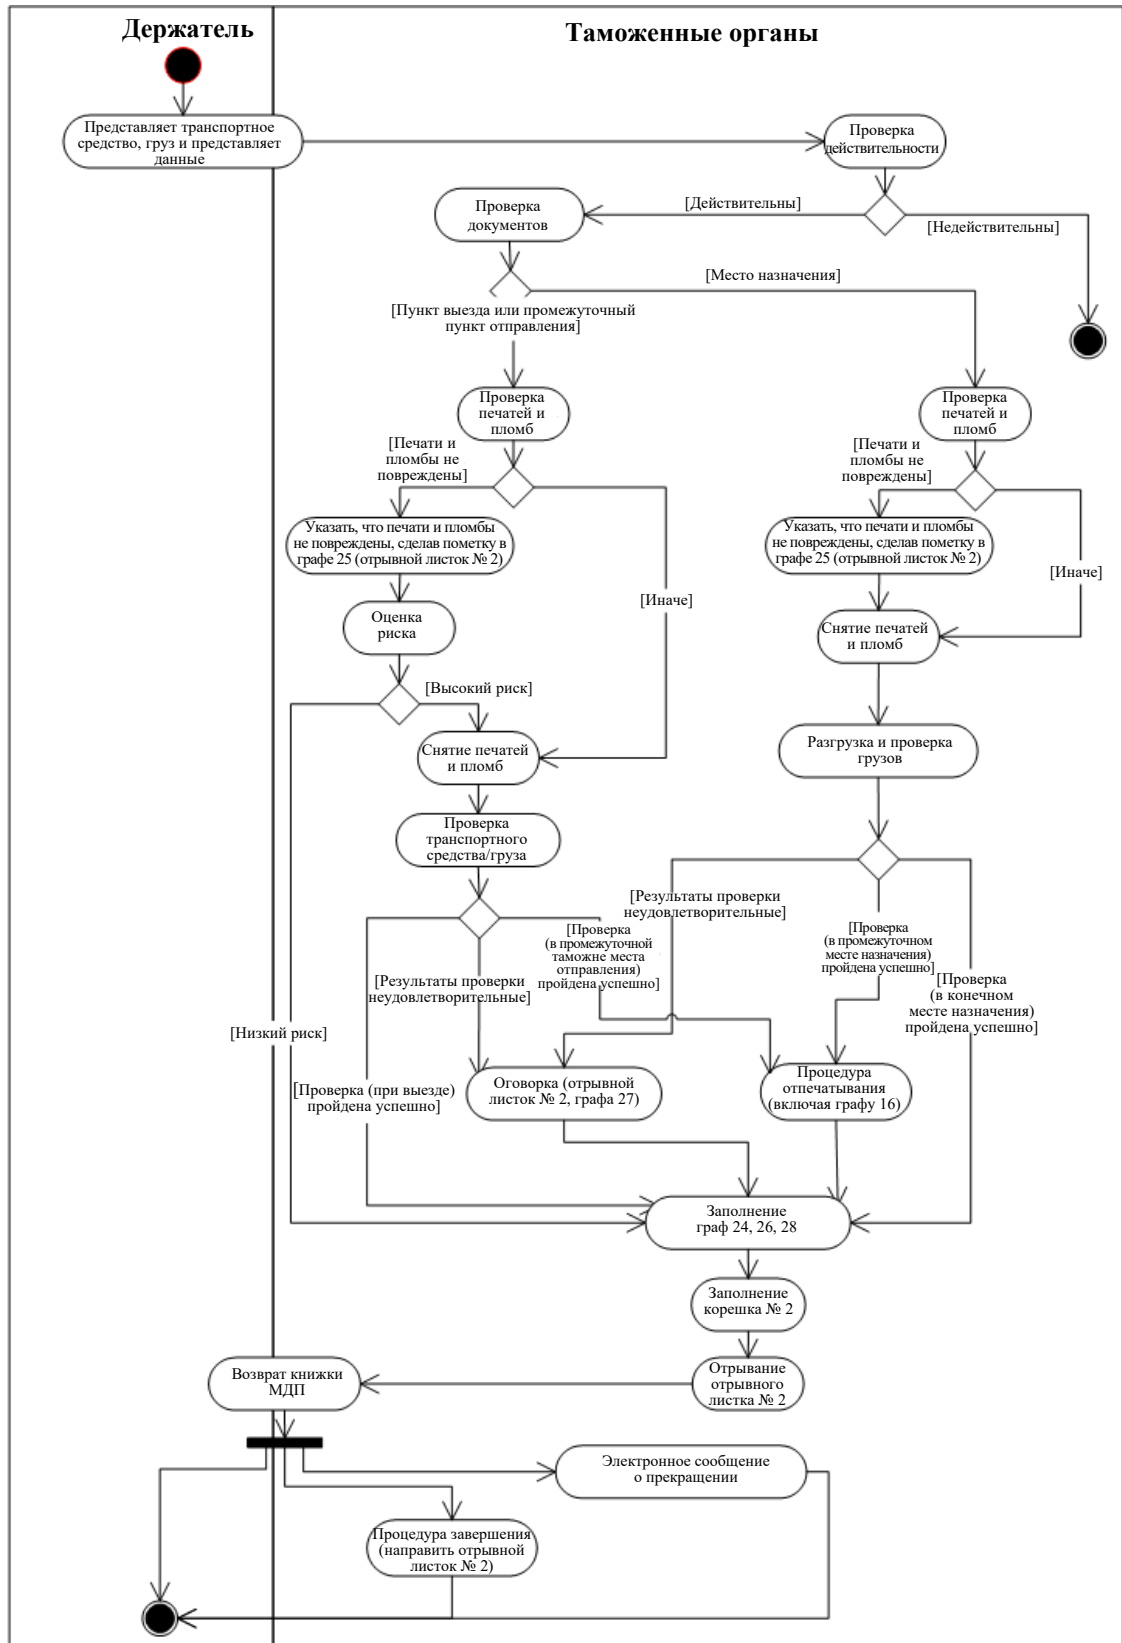 Держатель
Таможенные органы
Представляет транспортное
средство, груз и представляет
данные
Проверка
действительности
[Действительны]
[Недействительны]
Проверка
документов
[Место назначения]
[Пункт выезда или промежуточный
пункт отправления]
Проверка
печатей и
пломб
Проверка
печатей и
пломб
[Печати и
пломбы не
повреждены]
[Печати и
пломбы не
повреждены]
Указать, что печати и пломбы
не повреждены, сделав пометку в
графе 25 (отрывной листок № 2)
Указать, что печати и пломбы
не повреждены, сделав пометку в
графе 25 (отрывной листок № 2)
[Иначе]
[Иначе]
Оценка
риска
Снятие печатей
и пломб
[Высокий риск]
Снятие печатей
и пломб
Разгрузка и проверка
грузов
Проверка
транспортного
средства/груза
[Результаты проверки
неудовлетворительные]
[Проверка
(в промежуточной
таможне места
отправления)
пройдена успешно]
[Проверка
(в промежуточном
месте назначения)
пройдена успешно]
[Результаты проверки
неудовлетворительные]
[Проверка
(в конечном
месте назначения)
пройдена успешно]
[Низкий риск]
[Проверка (при выезде)
пройдена успешно]
Оговорка (отрывной
листок № 2, графа 27)
Процедура
отпечатывания
(включая графу 16)
Заполнение
граф 24, 26, 28
Заполнение
корешка № 2
Отрывание
отрывного
листка № 2
Возврат книжки
МДП
Электронное сообщение
о прекращении
Процедура завершения
(направить отрывной
листок № 2)